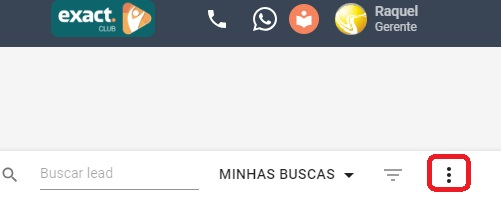 exact.
CLUB
Raquel
Gerente
Buscar lead
MINHAS BUSCAS